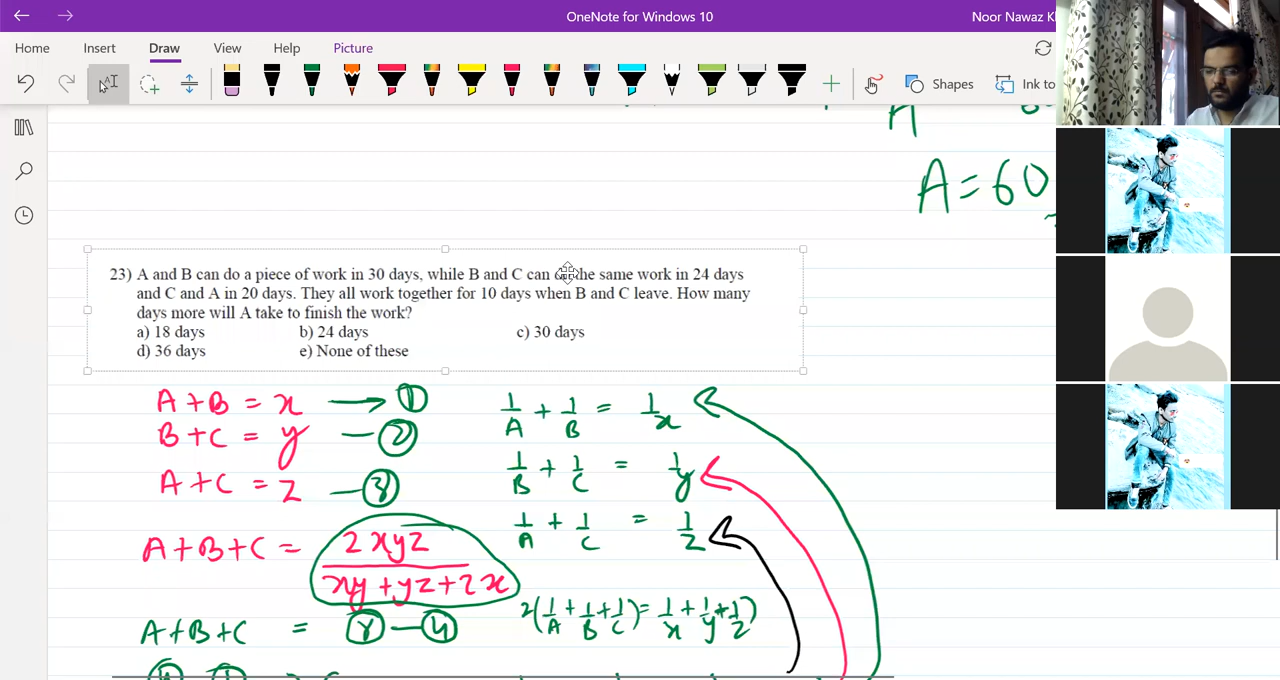 OneNote for Windows 10
Noor Nawaz Kh
Home Insert Draw View Help Picture
Shapes
Ink to
A
A = 60
23) A and B can do a piece of work in 30 days, while B and C can the same work in 24 days
and C and A in 20 days. They all work together for 10 days when B and C leave. How many
days more will A take to finish the work?
a) 18 days b) 24 days c) 30 days
d) 36 days e) None of these
A+B = x → ①
B+C = y — ②
A+C = z — ③
A+B+C = 2xyz / xy + yz + zx
A+B+C =
1/A + 1/B = 1/x
1/B + 1/C = 1/y
1/A + 1/C = 1/z
2(1/A + 1/B + 1/C) = 1/x + 1/y + 1/z)